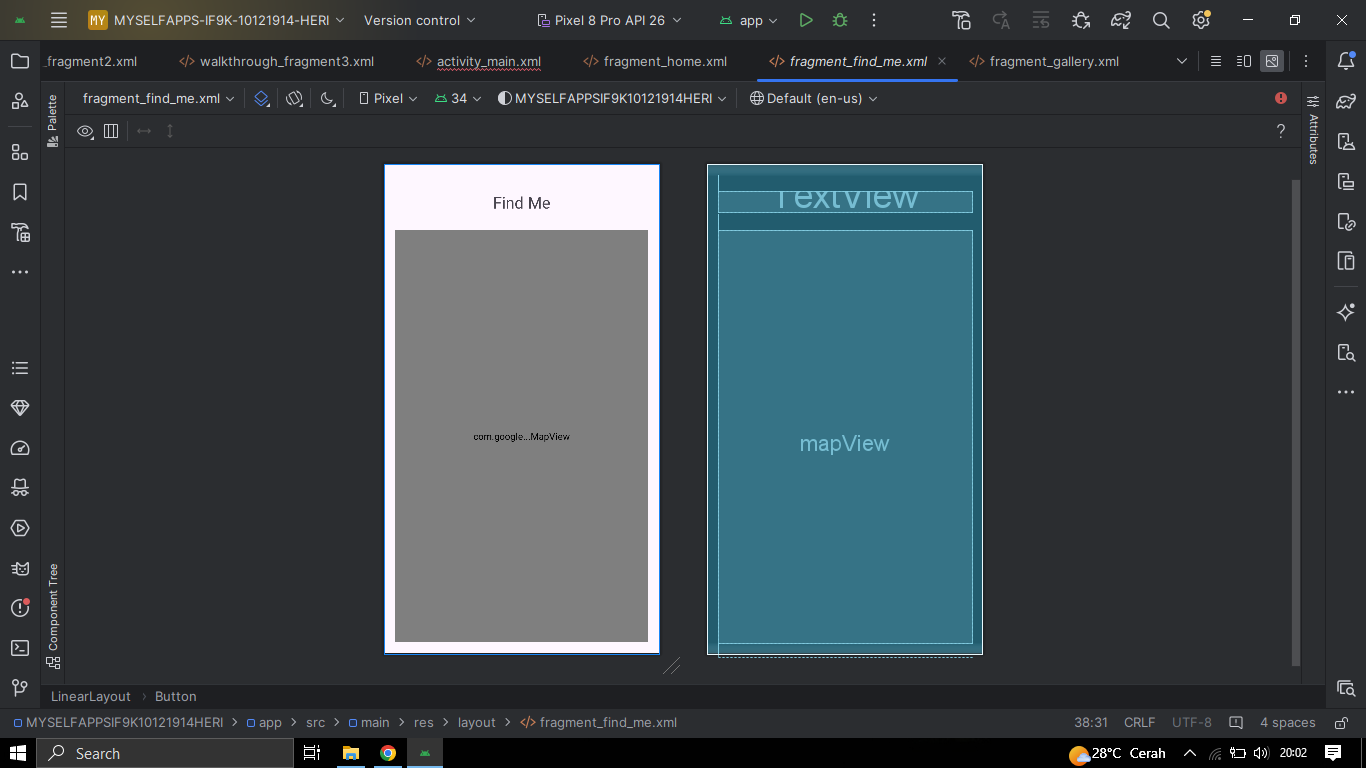 MY MYSELFAPPS-IF9K-10121914-HERI Version control Pixel 8 Pro API 26 app
_fragment2.xml walkthrough_fragment3.xml activity_main.xml fragment_home.xml fragment_find_me.xml fragment_gallery.xml
fragment_find_me.xml Pixel 34 MYSELFAPPSIF9K10121914HERI Default (en-us)
Palette
Attributes
?
Find Me
com.google...MapView
TextView
mapView
Component Tree
LinearLayout › Button
MYSELFAPPSIF9K10121914HERI > app > src > main > res > layout > fragment_find_me.xml 38:31 CRLF UTF-8 4 spaces
Search 28°C Cerah 20:02